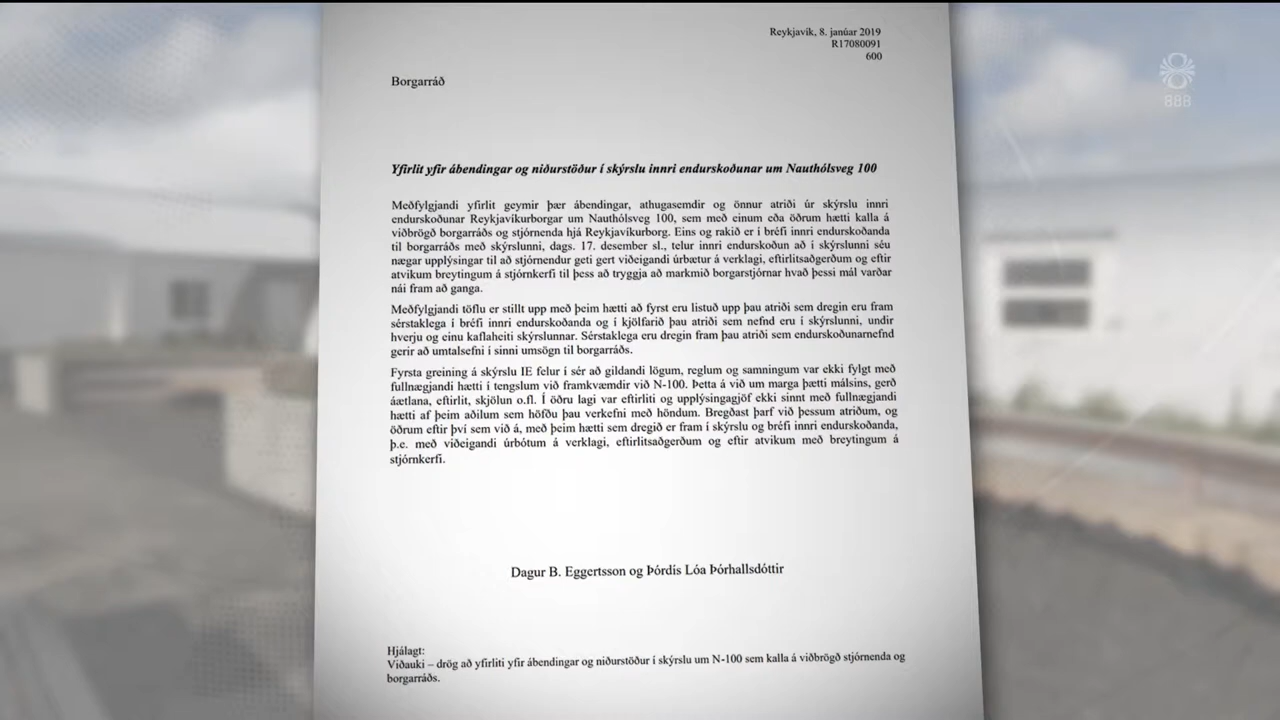 Reykjavík, 8. janúar 2019
R17080091
600
888
Borgarráð
Yfirlit yfir ábendingar og niðurstöður í skýrslu innri endurskoðunar um Nauthólsveg 100
Meðfylgjandi yfirlit geymir þær ábendingar, athugasemdir og önnur atriði úr skýrslu innri
endurskoðunar Reykjavíkurborgar um Nauthólsveg 100, sem með einum eða öðrum hætti kalla á
viðbrögð borgarráðs og stjórnenda hjá Reykjavíkurborg. Eins og rakið er í bréfi innri endurskoðanda
til borgarráðs með skýrslunni, dags. 17. desember sl., telur innri endurskoðun að í skýrslunni séu
nægar upplýsingar til að stjórnendur geti gert viðeigandi úrbætur á verklagi, eftirlitsaðgerðum og eftir
atvikum breytingum á stjórnkerfi til þess að tryggja að markmið borgarstjórnar hvað þessi mál varðar
nái fram að ganga.
Meðfylgjandi töflu er stillt upp með þeim hætti að fyrst eru listuð upp þau atriði sem dregin eru fram
sérstaklega í bréfi innri endurskoðanda og í kjölfarið þau atriði sem nefnd eru í skýrslunni, undir
hverju og einu kaflaheiti skýrslunnar. Sérstaklega eru dregin fram þau atriði sem endurskoðunarnefnd
gerir að umtalsefni í sinni umsögn til borgarráðs.
Fyrsta greining á skýrslu IE felur í sér að gildandi lögum, reglum og samningum var ekki fylgt með
fullnægjandi hætti í tengslum við framkvæmdir við N-100. Þetta á við um marga þætti málsins, gerð
áætlana, eftirlit, skjölun o.fl. Í öðru lagi var eftirliti og upplýsingagjöf ekki sinnt með fullnægjandi
hætti af þeim aðilum sem höfðu þau verkefni með höndum. Bregðast þarf við þessum atriðum, og
öðrum eftir því sem við á, með þeim hætti sem dregið er fram í skýrslu og bréfi innri endurskoðanda,
þ.e. með viðeigandi úrbótum á verklagi, eftirlitsaðgerðum og eftir atvikum með breytingum á
stjórnkerfi.
Dagur B. Eggertsson og Þórdís Lóa Þórhallsdóttir
Hjálagt:
Viðauki – drög að yfirliti yfir ábendingar og niðurstöður í skýrslu um N-100 sem kalla á viðbrögð stjórnenda og
borgarráðs.